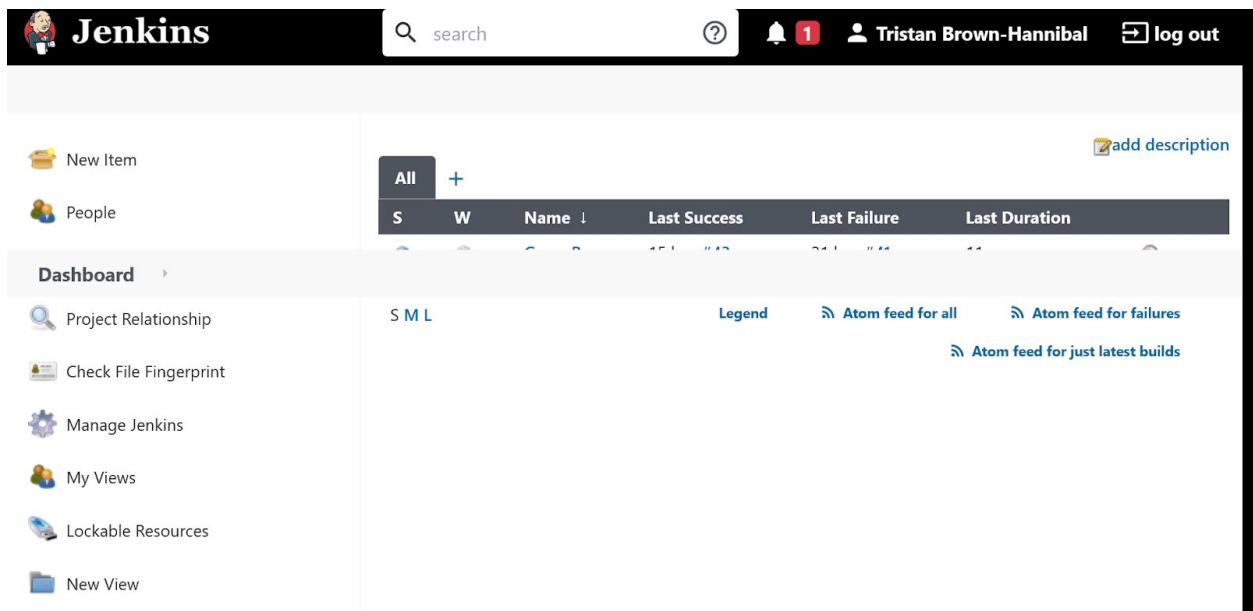 Jenkins
search
1
Tristan Brown-Hannibal
log out
add description
New Item
People
All +
S W Name ↓ Last Success Last Failure Last Duration
Dashboard
Project Relationship
Check File Fingerprint
Manage Jenkins
My Views
Lockable Resources
New View
S M L
Legend
Atom feed for all
Atom feed for failures
Atom feed for just latest builds